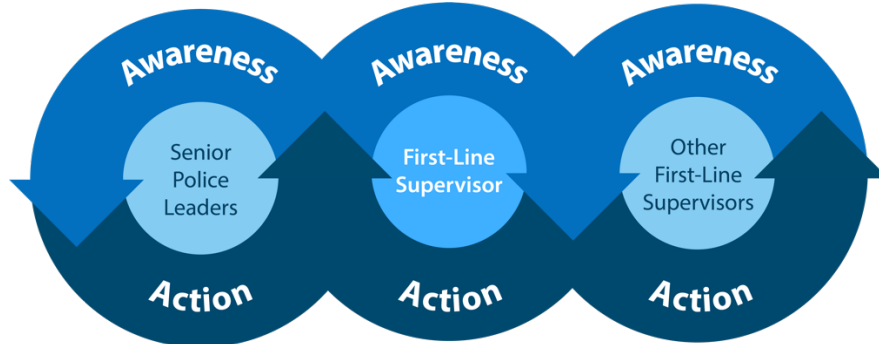 Awareness
Awareness
Awareness
Senior
Police
Leaders
First-Line
Supervisor
Other
First-Line
Supervisors
Action
Action
Action